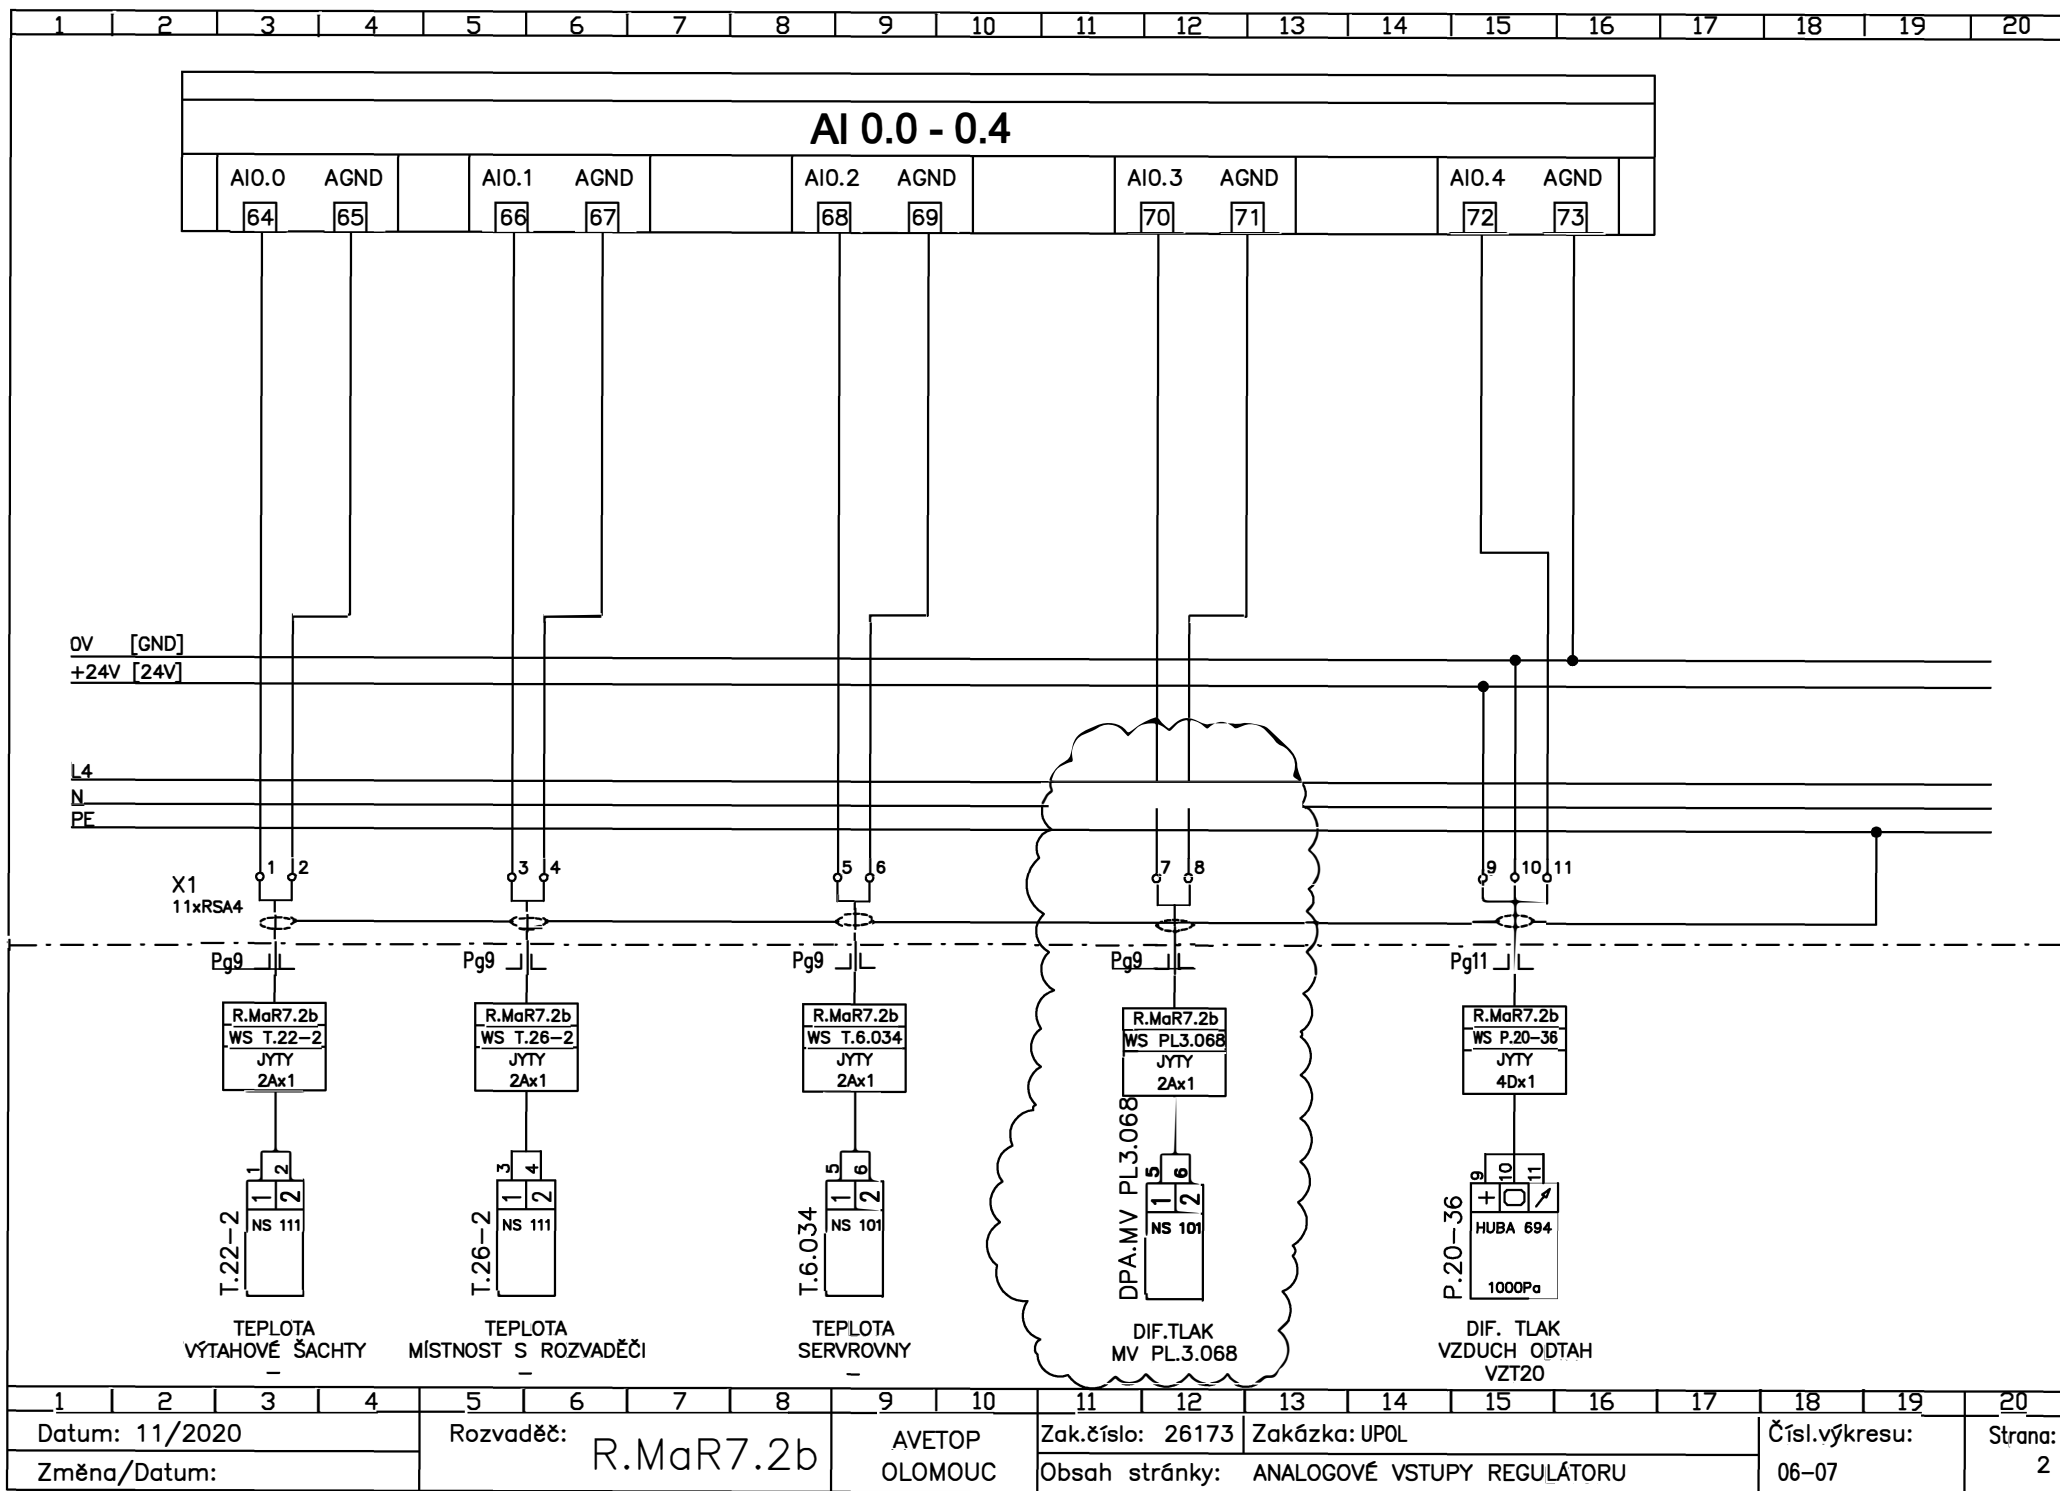 1 2 3 4 5 6 7 8 9 10 11 12 13 14 15 16 17 18 19 20
AI 0.0 - 0.4
AI0.0 AGND AI0.1 AGND AI0.2 AGND AI0.3 AGND AI0.4 AGND
64 65 66 67 68 69 70 71 72 73
0V [GND]
+24V [24V]
L4
N
PE
1 2 3 4 5 6 7 8 9 10 11
X1
11xRSA4
Pg9 Pg9 Pg9 Pg9 Pg11
R.MaR7.2b R.MaR7.2b R.MaR7.2b R.MaR7.2b R.MaR7.2b
WS T.22-2 WS T.26-2 WS T.6.034 WS PL3.068 WS P.20-36
JYTY JYTY JYTY JYTY JYTY
2Ax1 2Ax1 2Ax1 2Ax1 4Dx1
1 2 3 4 5 6 5 6 9 10 11
1 2 1 2 1 2 1 2 + 0
NS 111 NS 111 NS 101 NS 101 HUBA 694
1000Pa
T.22-2 T.26-2 T.6.034 DPA.MV PL3.068 P.20-36
TEPLOTA TEPLOTA TEPLOTA DIF.TLAK DIF. TLAK
VÝTAHOVÉ ŠACHTY MÍSTNOST S ROZVADĚČI SERVROVNY MV PL.3.068 VZDUCH ODTAH
- - - VZT20
1 2 3 4 5 6 7 8 9 10 11 12 13 14 15 16 17 18 19 20
Datum: 11/2020 Rozvaděč: R.MaR7.2b AVETOP Zak.číslo: 26173 Zakázka: UPOL Čísl.výkresu: Strana:
Změna/Datum: OLOMOUC Obsah stránky: ANALOGOVÉ VSTUPY REGULÁTORU 06-07 2